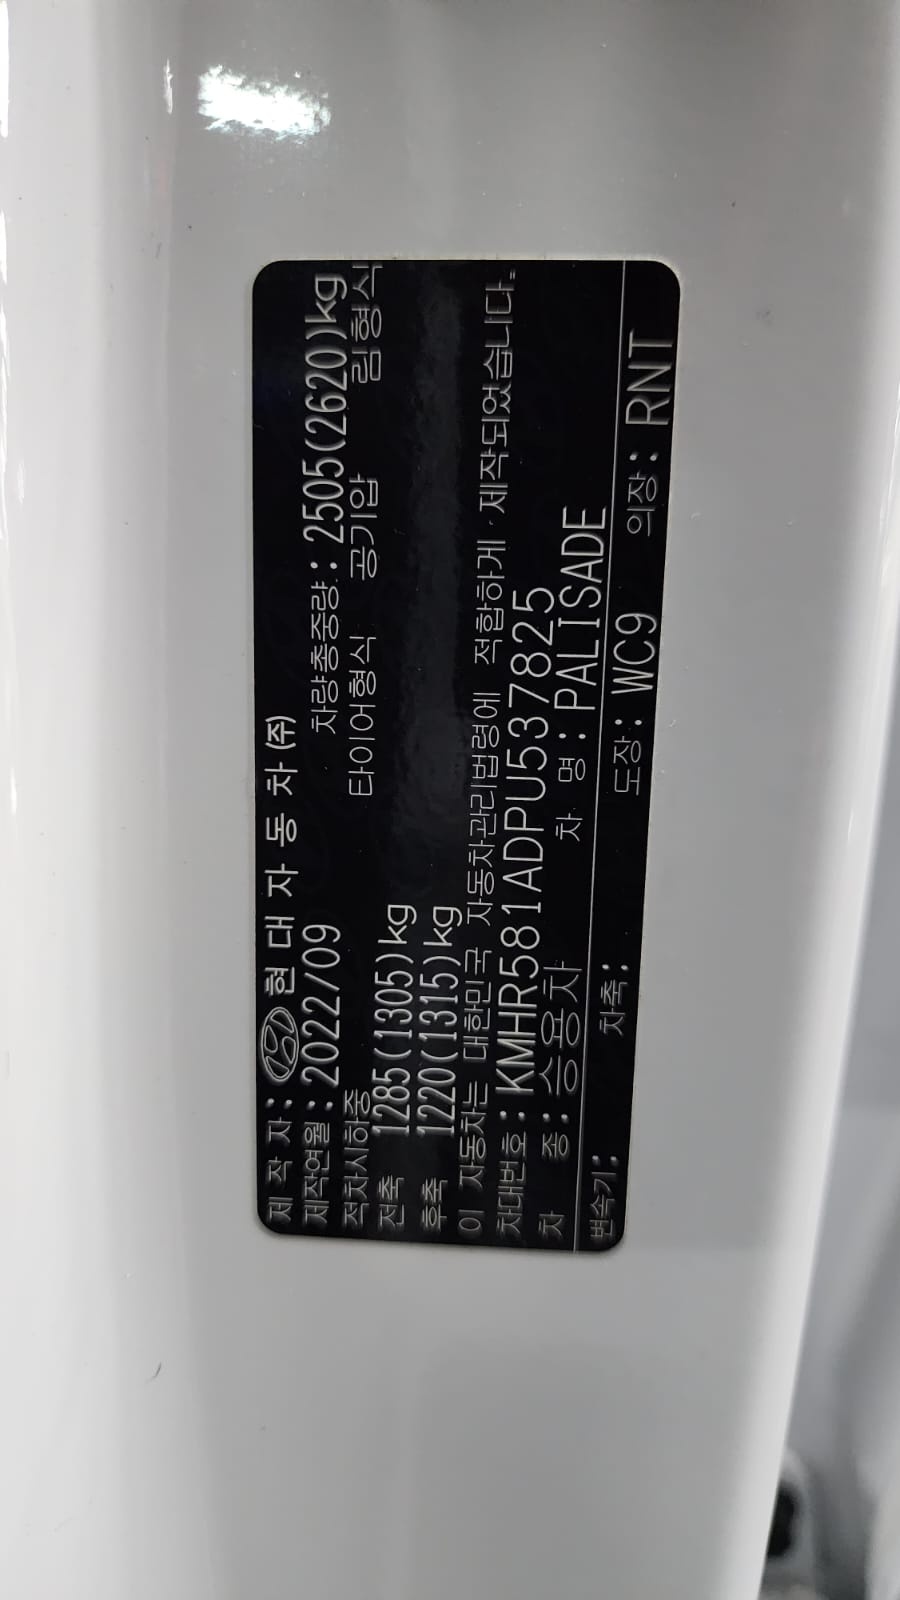 제 작 자 : 현 대 자 동 차 (주)
제작연월 : 2022/09 차량총중량 : 2505(2620)kg
적차시하중 타이어형식 공기압 림형식
전축 1285(1305)kg
후축 1220(1315)kg
이 자동차는 대한민국 자동차관리법령에 적합하게 제작되었습니다.
차대번호 : KMHR581ADPU537825
차 종 : 승용차 차 명 : PALISADE
변속기 : 차축 : 도장 : WC9 의장 : RNT